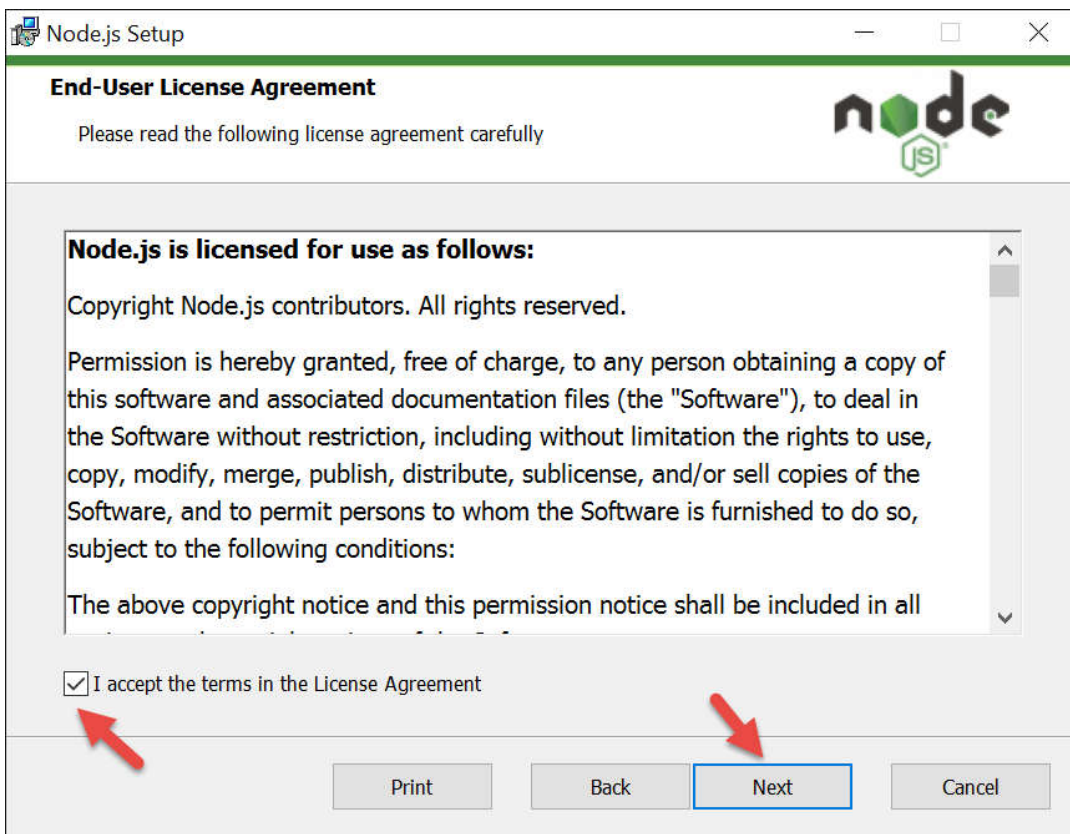 Node.js Setup
End-User License Agreement
Please read the following license agreement carefully
node
JS
Node.js is licensed for use as follows:
Copyright Node.js contributors. All rights reserved.
Permission is hereby granted, free of charge, to any person obtaining a copy of
this software and associated documentation files (the "Software"), to deal in
the Software without restriction, including without limitation the rights to use,
copy, modify, merge, publish, distribute, sublicense, and/or sell copies of the
Software, and to permit persons to whom the Software is furnished to do so,
subject to the following conditions:
The above copyright notice and this permission notice shall be included in all
I accept the terms in the License Agreement
Print Back Next Cancel